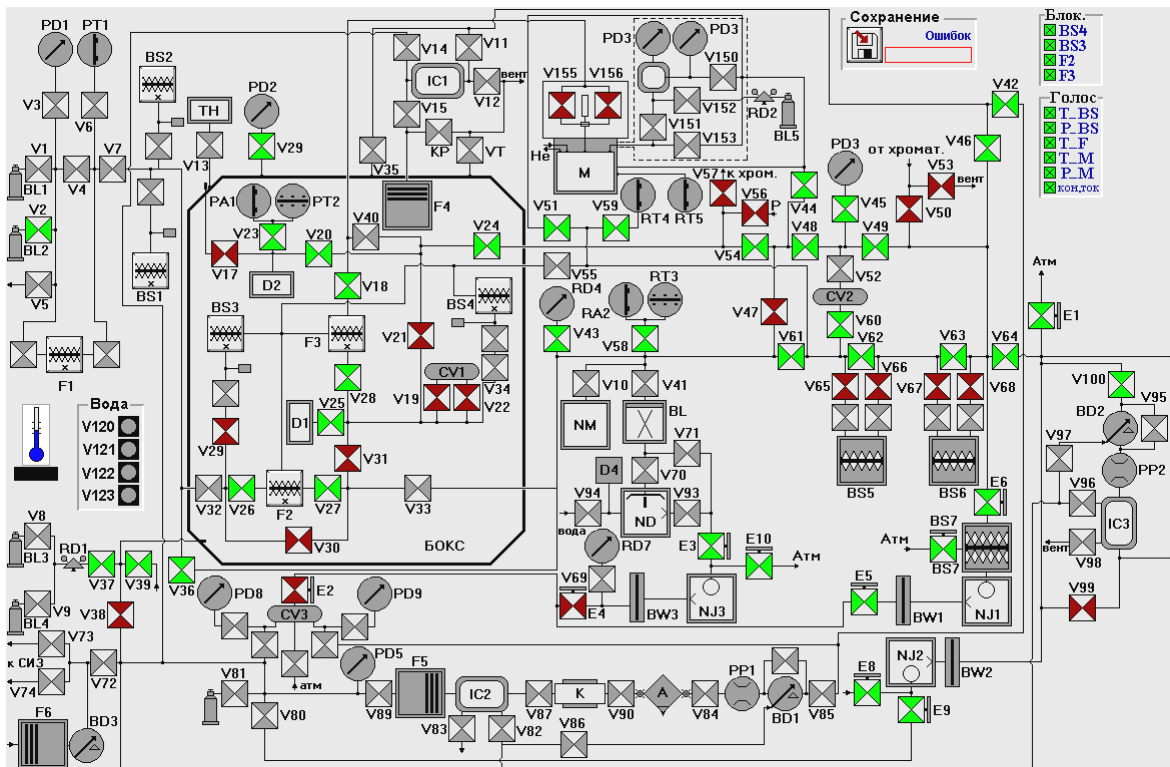 PD1 PT1
BS2
V3 V6
TH
PD2
V1 V4 V7
BL1
V13
V29
V2
BL2
V5
BS1
F1
V14 V11
IC1
V12 вент
V15
KP VT
V35
F4
PD3 PD3
V155 V156
V150
V152
RD2
BL5
V151
V153
He
M
Сохранение
Ошибок
Блок.
BS4
BS3
F2
F3
Голос
T_BS
P_BS
T_F
T_M
P_M
кон,ток
V42
V46
PA1 PT2
V23 V20
V40
V24
V17
D2
V18
BS3
F3
BS4
V21
V34
CV1
V19 V22
V28
V25
D1
V29
V31
V32 V26
F2
V27
V33
V30
БОКС
V51 V59
RT4 RT5
V57 к хром.
V56
P
V44
PD3
от хромат.
V53
вент
V45
V50
V54 V48 V49
V55
RD4
RA2
RT3
V52
CV2
V60
V47
V43
V58
V61 V62 V63 V64
V66
V65 V67 V68
BS5 BS6
Атм
E1
V10 V41
NM
BL
V71
V70
D4
V94
вода
ND
V93
RD7
E3
E10
Атм
V69
E4
BW3
NJ3
E6
BS7
Атм
BS7
E5
BW1
NJ1
V100
V95
BD2
V97
PP2
V96
IC3
вент
V98
V99
Вода
V120
V121
V122
V123
V8
BL3
RD1
V9
BL4
V37 V39
V38
V36
V73
к СИЗ
V74
V72
F6
BD3
PD8
E2
PD9
CV3
атм
PD5
V81
V80
V89
F5
IC2
V83
V82
V87
K
V90
A
V84
PP1
BD1
V85
V86
NJ2
BW2
E8
E9